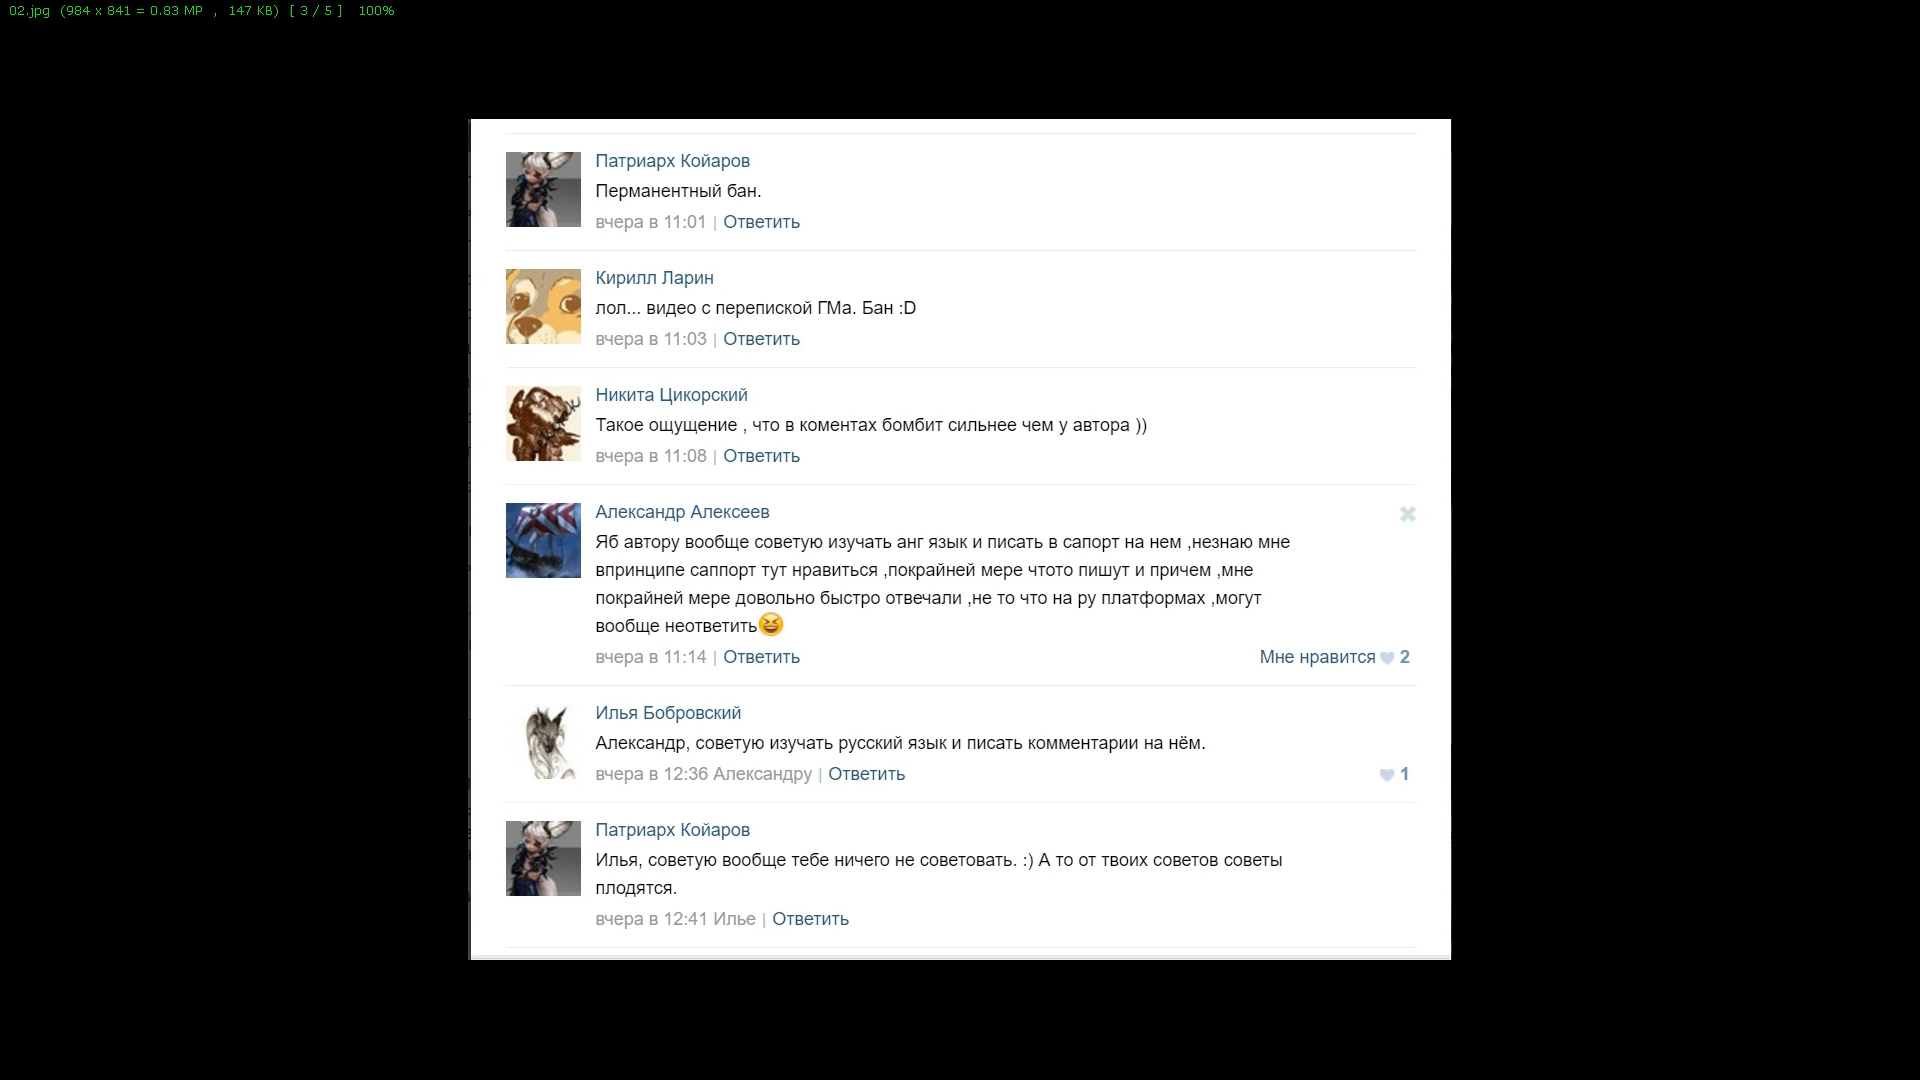 02.jpg (984 x 841 = 0.83 MP , 147 KB) [ 3 / 5 ] 100%
Патриарх Койаров
Перманентный бан.
вчера в 11:01 | Ответить
Кирилл Ларин
лол... видео с перепиской ГМа. Бан :D
вчера в 11:03 | Ответить
Никита Цикорский
Такое ощущение , что в коментах бомбит сильнее чем у автора ))
вчера в 11:08 | Ответить
Александр Алексеев
Яб автору вообще советую изучать анг язык и писать в сапорт на нем ,незнаю мне
впринципе саппорт тут нравиться ,покрайней мере чтото пишут и причем ,мне
покрайней мере довольно быстро отвечали ,не то что на ру платформах ,могут
вообще неответить😆
вчера в 11:14 | Ответить Мне нравится 2
Илья Бобровский
Александр, советую изучать русский язык и писать комментарии на нём.
вчера в 12:36 Александру | Ответить 1
Патриарх Койаров
Илья, советую вообще тебе ничего не советовать. :) А то от твоих советов советы
плодятся.
вчера в 12:41 Илье | Ответить